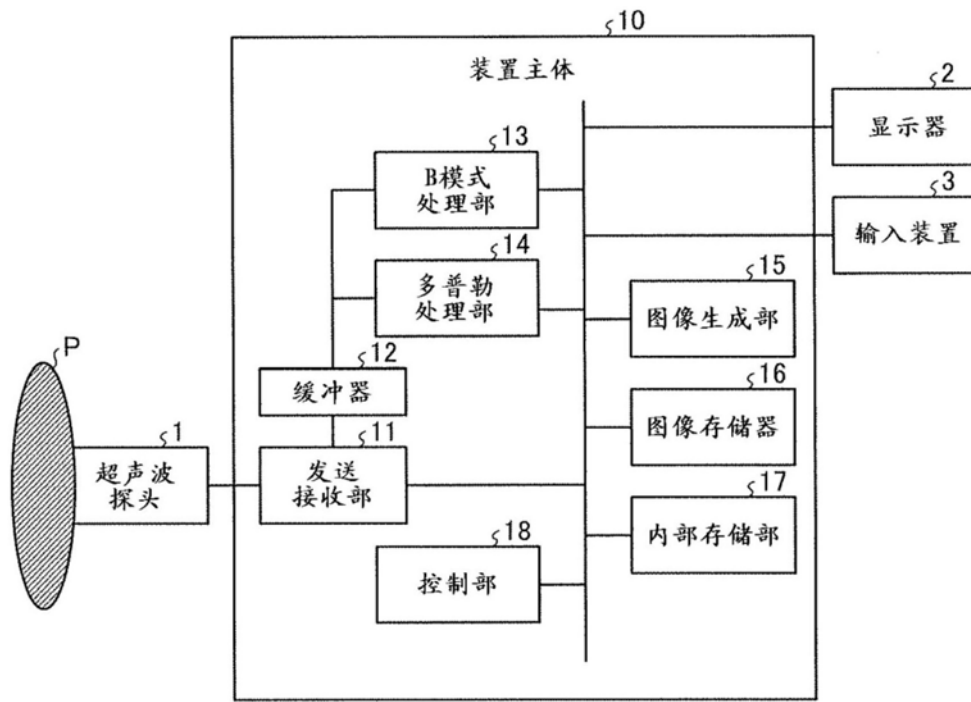 10
装置主体
2
显示器
13
B模式
处理部
3
输入装置
14
多普勒
处理部
15
图像生成部
P
12
缓冲器
16
图像存储器
1
超声波
探头
11
发送
接收部
17
内部存储部
18
控制部